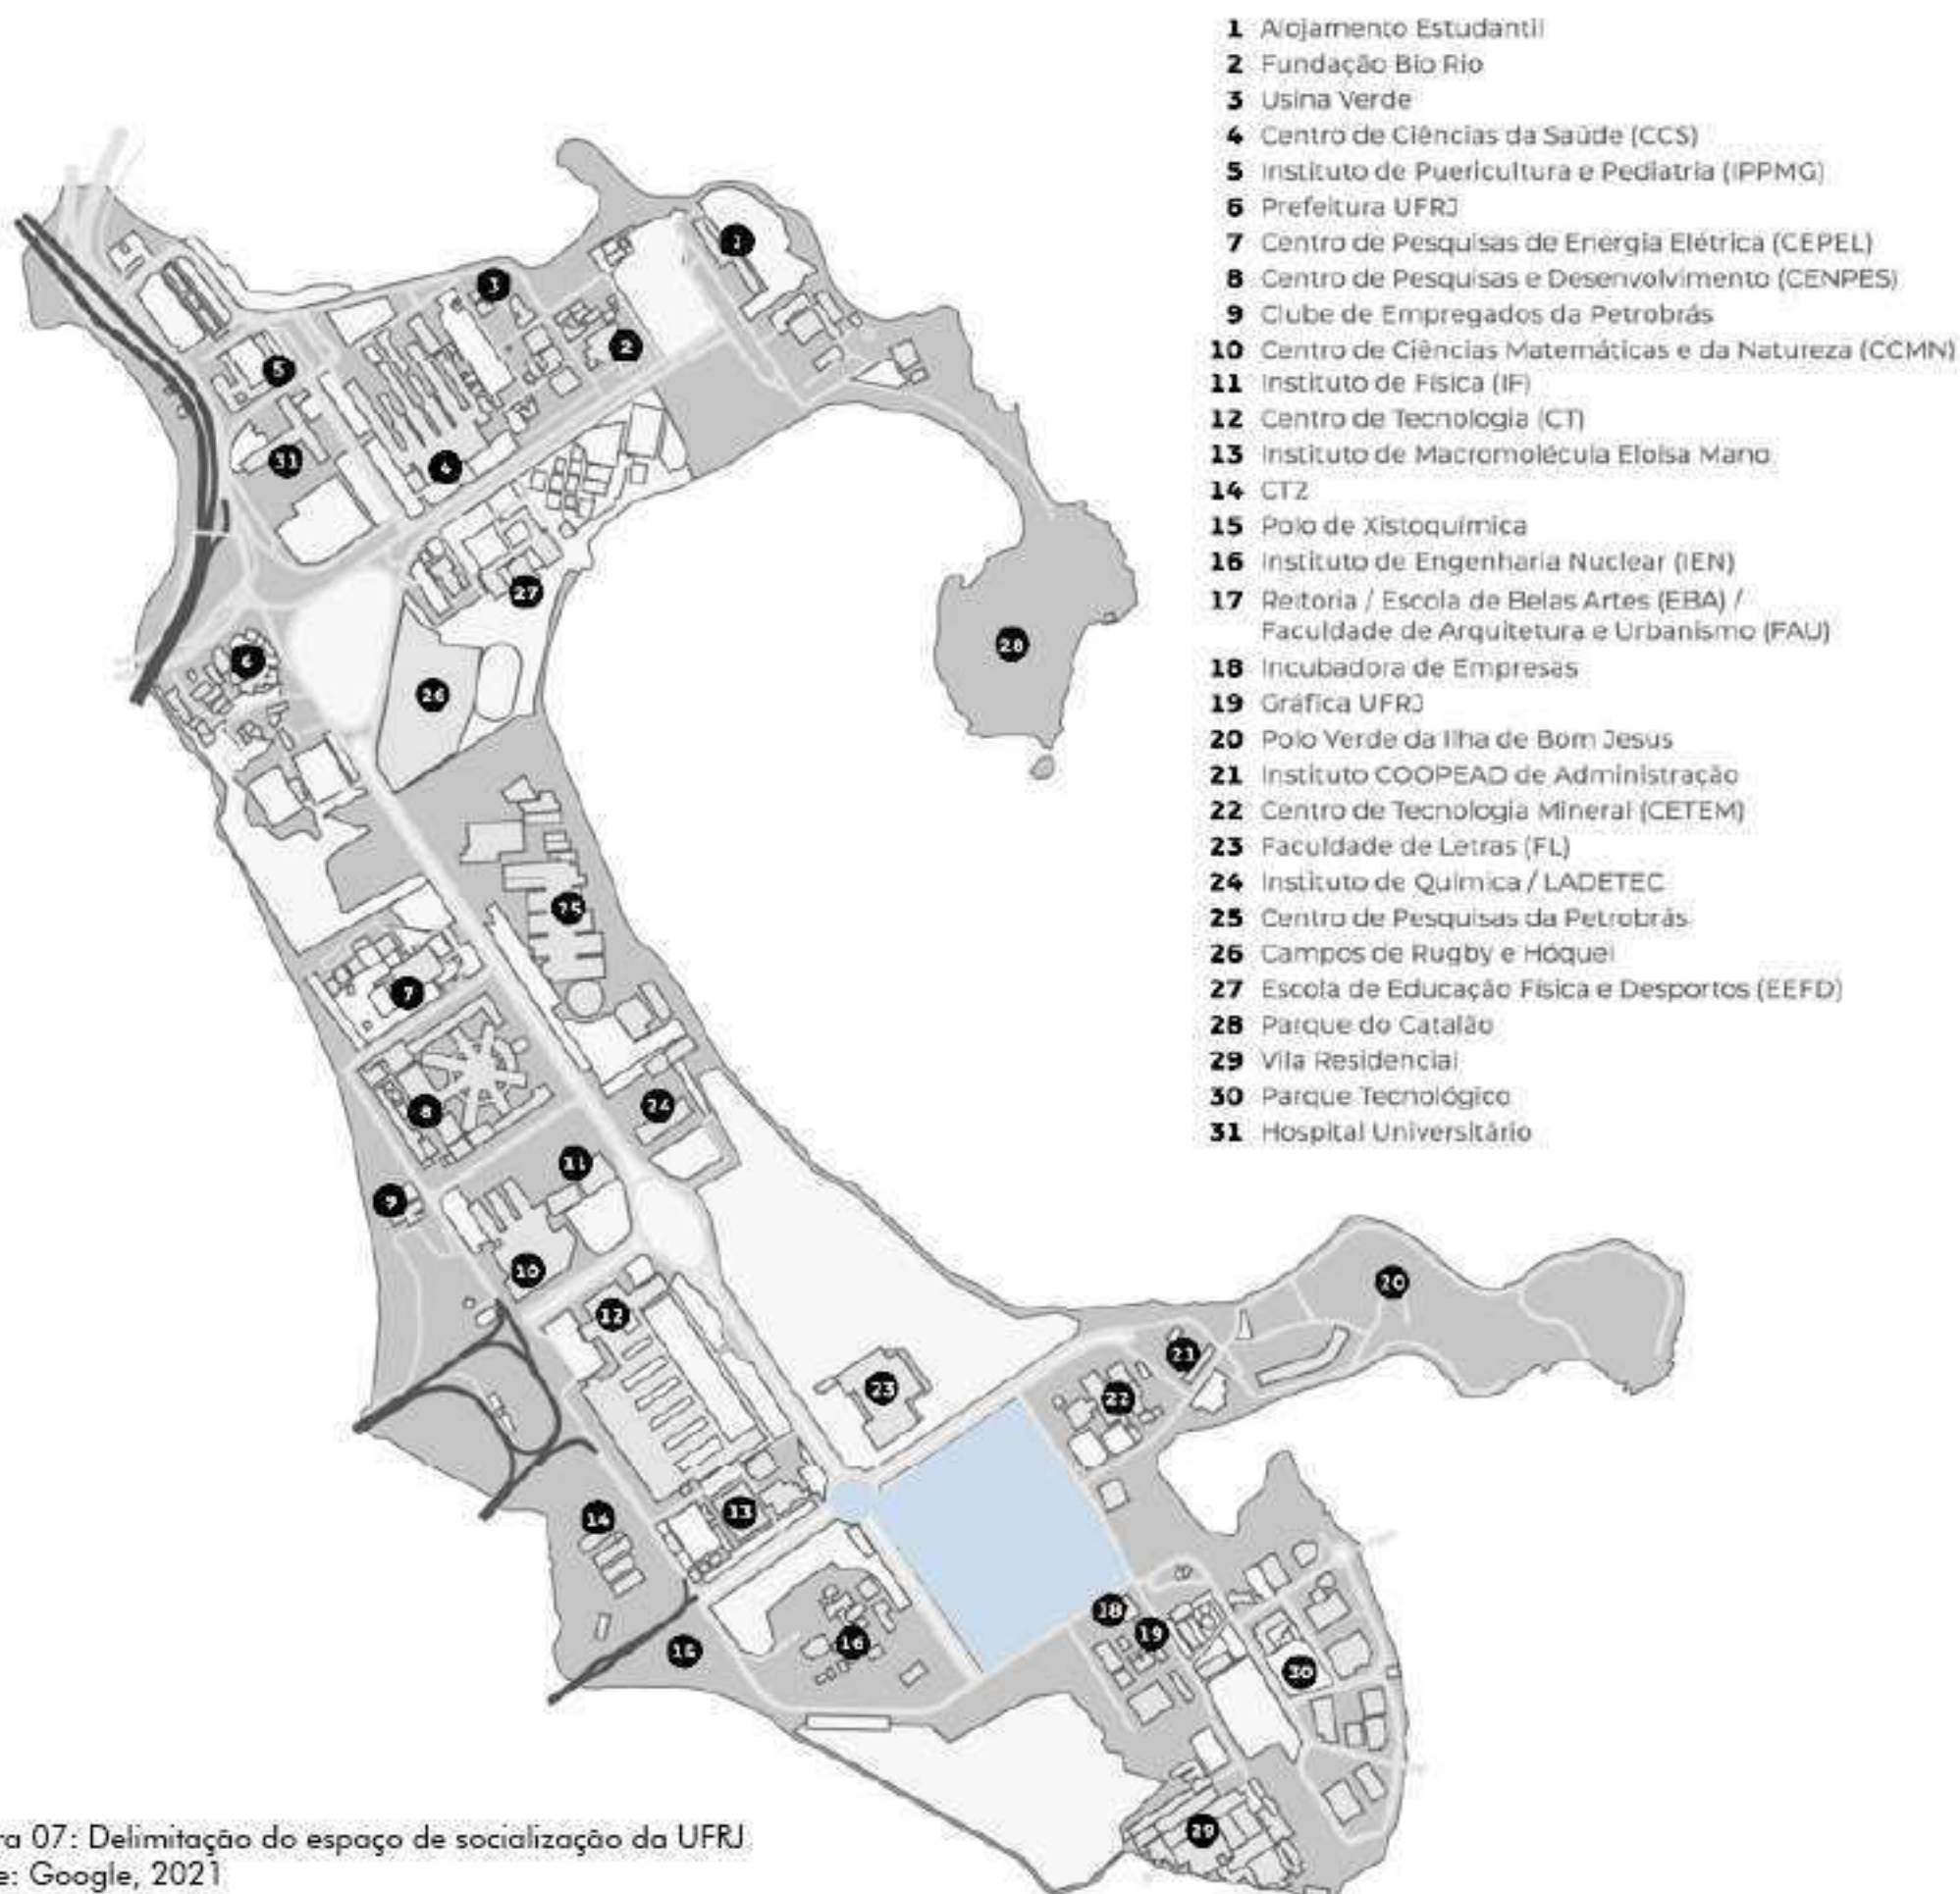 1 Alojamento Estudantil
2 Fundação Bio Rio
3 Usina Verde
4 Centro de Ciências da Saúde (CCS)
5 Instituto de Puericultura e Pediatria (IPPMG)
6 Prefeitura UFRJ
7 Centro de Pesquisas de Energia Elétrica (CEPEL)
8 Centro de Pesquisas e Desenvolvimento (CENPES)
9 Clube de Empregados da Petrobrás
10 Centro de Ciências Matemáticas e da Natureza (CCMN)
11 Instituto de Física (IF)
12 Centro de Tecnologia (CT)
13 Instituto de Macromolécula Eloisa Mano
14 CT2
15 Polo de Xistoquímica
16 Instituto de Engenharia Nuclear (IEN)
17 Reitoria / Escola de Belas Artes (EBA) /
Faculdade de Arquitetura e Urbanismo (FAU)
18 Incubadora de Empresas
19 Gráfica UFRJ
20 Polo Verde da Ilha de Bom Jesus
21 Instituto COOPEAD de Administração
22 Centro de Tecnologia Mineral (CETEM)
23 Faculdade de Letras (FL)
24 Instituto de Química / LADETEC
25 Centro de Pesquisas da Petrobrás
26 Campos de Rugby e Hóquei
27 Escola de Educação Física e Desportos (EEFD)
28 Parque do Catalão
29 Vila Residencial
30 Parque Tecnológico
31 Hospital Universitário
1
3
2
5
31
4
27
28
6
26
25
7
24
8
11
9
10
20
12
21
23
22
13
14
18
19
16
15
30
29
ra 07: Delimitação do espaço de socialização da UFRJ
e: Google, 2021